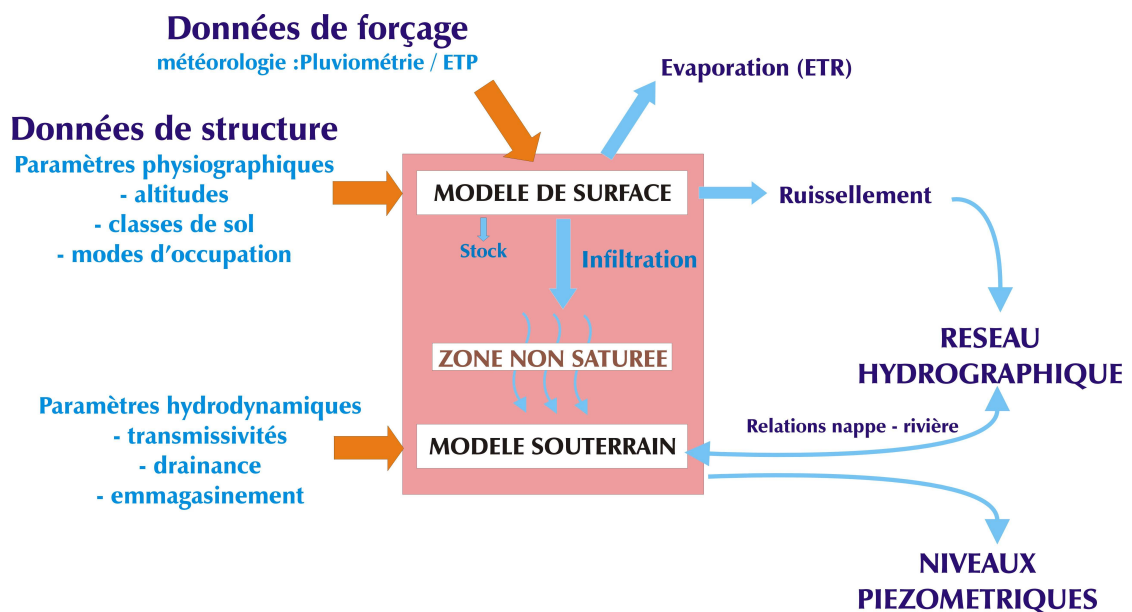 Données de forçage
météorologie :Pluviométrie / ETP
Evaporation (ETR)
Données de structure
Paramètres physiographiques
- altitudes
- classes de sol
- modes d'occupation
MODELE DE SURFACE
Ruissellement
Stock
Infiltration
ZONE NON SATUREE
RESEAU
HYDROGRAPHIQUE
Paramètres hydrodynamiques
- transmissivités
- drainance
- emmagasinement
MODELE SOUTERRAIN
Relations nappe - rivière
NIVEAUX
PIEZOMETRIQUES